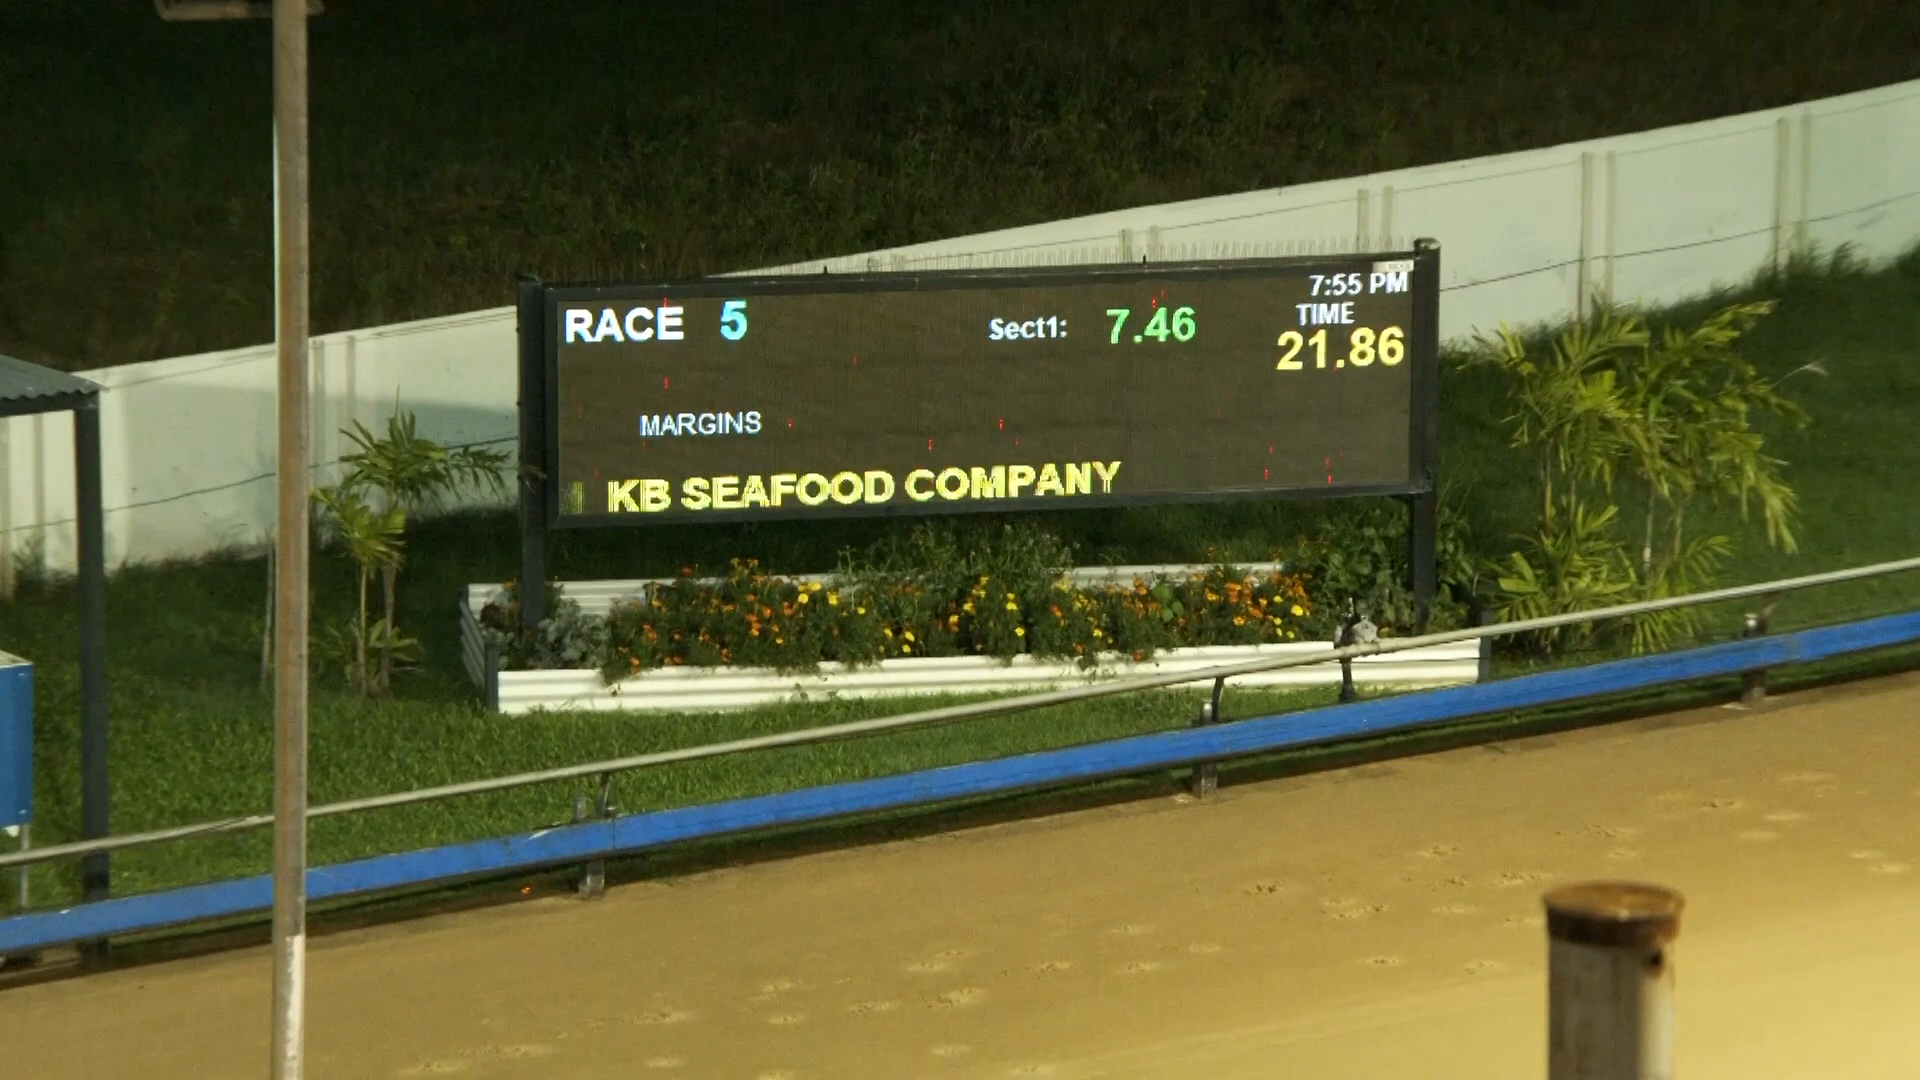 7:55 PM
RACE 5 Sect1: 7.46 TIME
21.86
MARGINS
KB SEAFOOD COMPANY